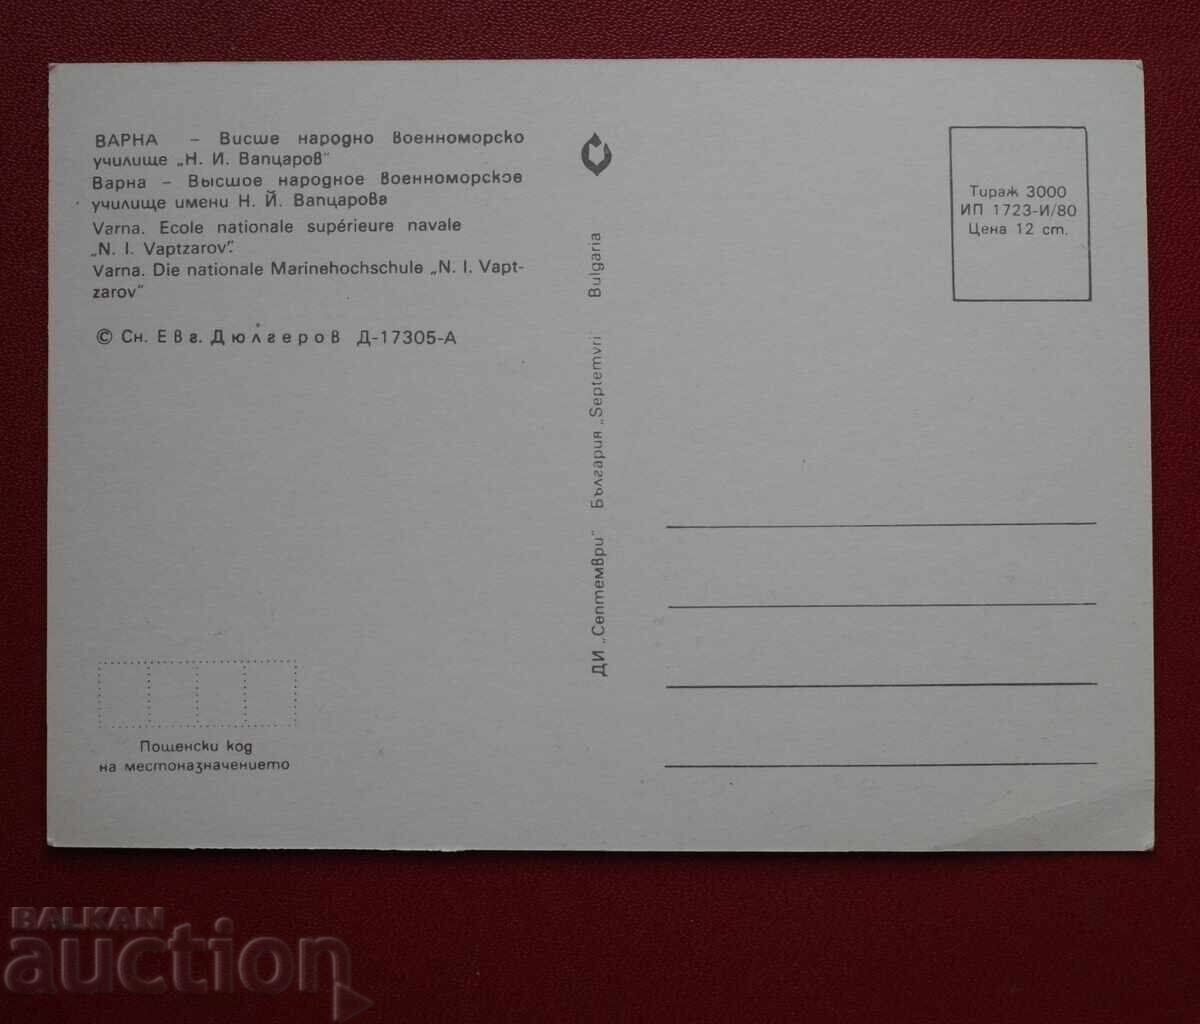 ВАРНА – Висше народно военноморско
училище „Н. И. Вапцаров"
Варна – Высшое народное военноморское
училище имени Н. Й. Вапцарова
Varna. Ecole nationale supérieure navale
„N. I. Vaptzarov".
Varna. Die nationale Marinehochschule „N. I. Vapt-
zarov"
© Сн. Евг. Дюлгеров Д-17305-А
Пощенски код
на местоназначението
ДИ „Септември" България „Septemvri Bulgaria
Тираж 3000
ИП 1723-И/80
Цена 12 ст.
BALKAN
auction